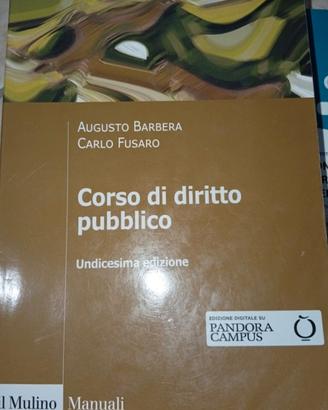 AUGUSTO BARBERA
CARLO FUSARO
Corso di diritto
pubblico
Undicesima edizione
EDIZIONE DIGITALE SU
PANDORA
CAMPUS
il Mulino Manuali